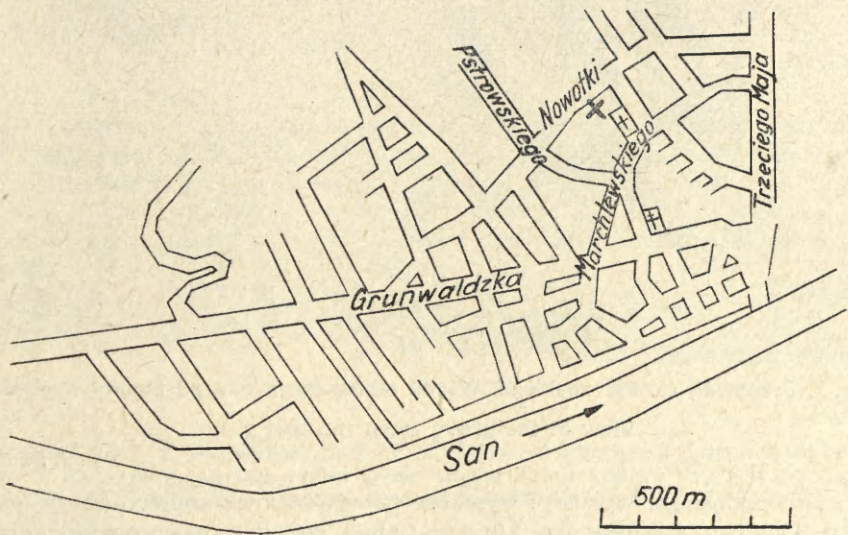 Pstrowskiego
Nowotki
Trzeciego Maja
Marchlewskiego
Grunwaldzka
San
500 m